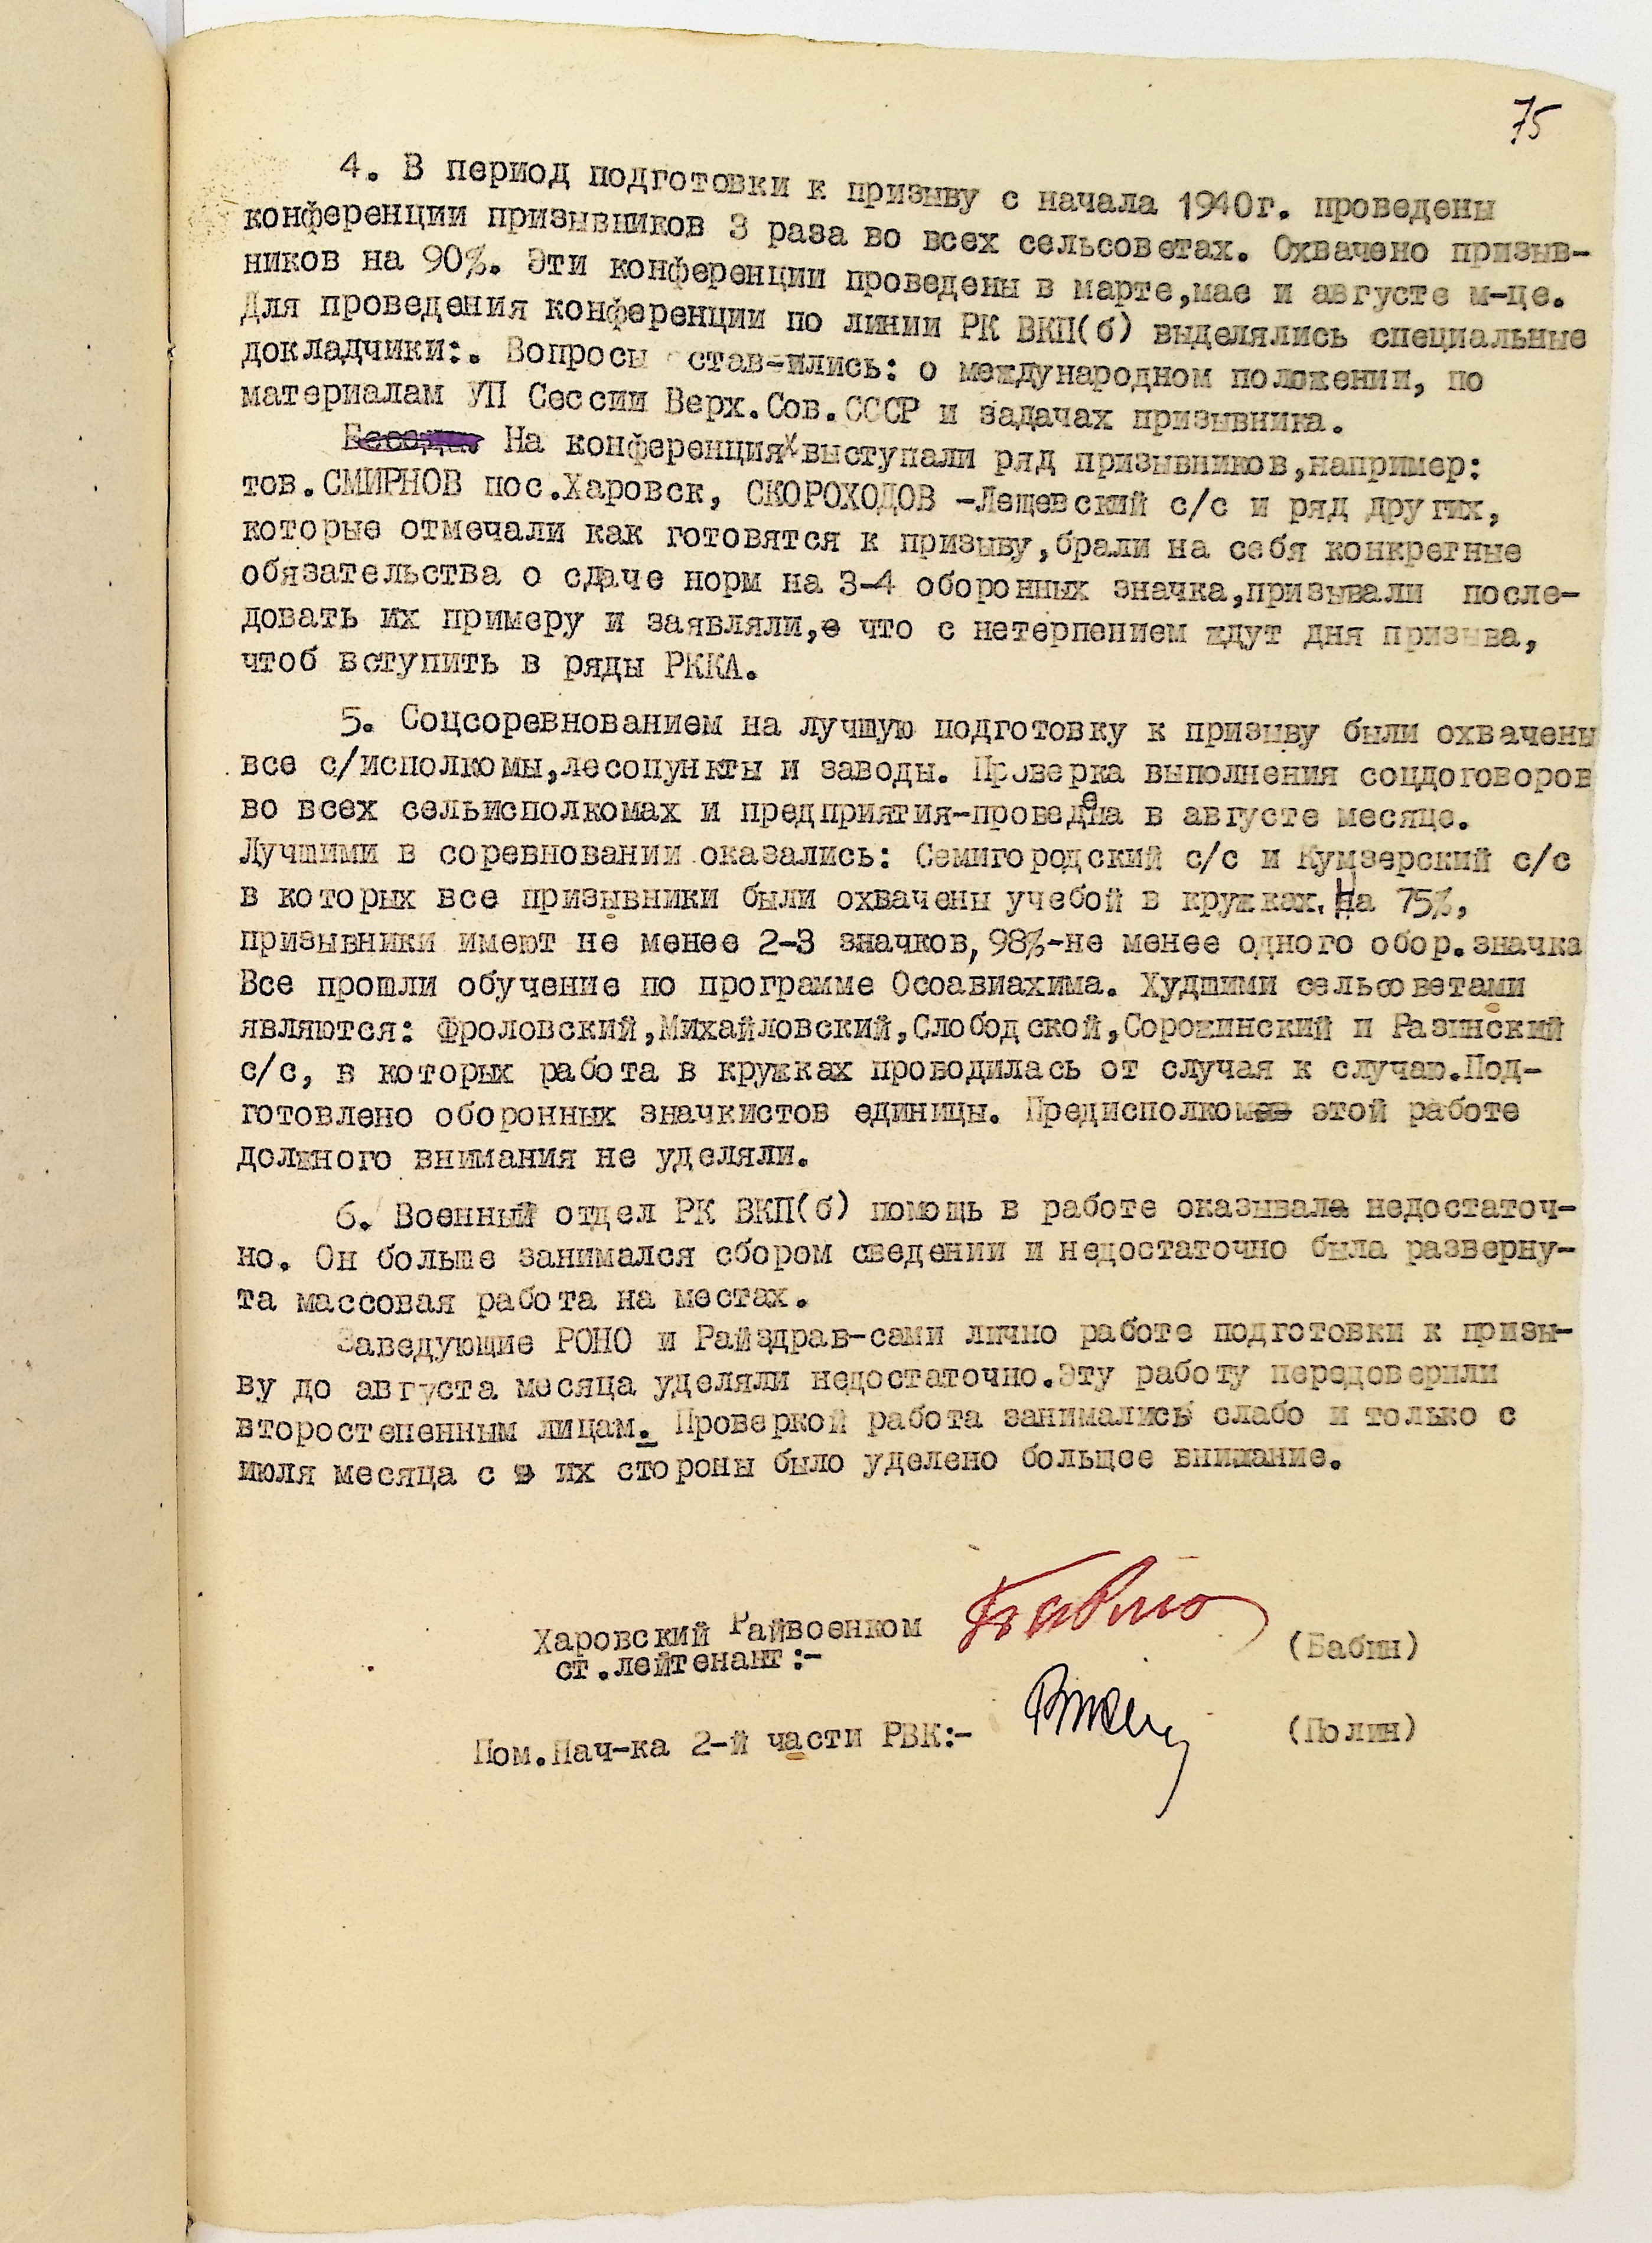 75
4. В период подготовки к призыву с начала 1940г. проведены
конференции призывников 3 раза во всех сельсоветах. Охвачено призыв-
ников на 90%. Эти конференции проведены в марте,мае и августе м-це.
Для проведения конференции по линии РК ВКП(б) выделялись специальные
докладчики:. Вопросы став-ились: о международном положении, по
материалам УП Сессии Верх.Сов.СССР и задачах призывника.
На конференциях выступали ряд призывников,например:
тов.СМИРНОВ пос.Харовск, СКОРОХОДОВ -Лещевский с/с и ряд других,
которые отмечали как готовятся к призыву,брали на себя конкретные
обязательства о сдаче норм на 3-4 оборонных значка,призывали после-
довать их примеру и заявляли, что с нетерпением ждут дня призыва,
чтоб вступить в ряды РККА.
5. Соцсоревнованием на лучшую подготовку к призыву были охвачены
все с/исполкомы,лесопункты и заводы. Проверка выполнения соцдоговоров
во всех сельисполкомах и предприятия-проведена в августе месяце.
Лучшими в соревновании оказались: Семигородский с/с и Кумзерский с/с
в которых все призывники были охвачены учебой в кружках. На 75%,
призывники имеют не менее 2-3 значков, 98%-не менее одного обор.значка
Все прошли обучение по программе Осоавиахима. Худшими сельсоветами
являются: Фроловский,Михайловский,Слободской,Сорожинский и Разинский
с/с, в которых работа в кружках проводилась от случая к случаю.Под-
готовлено оборонных значкистов единицы. Предисполком этой работе
должного внимания не уделяли.
6. Военный отдел РК ВКП(б) помощь в работе оказывал недостаточ-
но. Он больше занимался сбором сведении и недостаточно была разверну-
та массовая работа на местах.
Заведующие РОНО и Райздрав-сами лично работе подготовки к призы-
ву до августа месяца уделяли недостаточно.Эту работу передоверили
второстепенным лицам. Проверкой работа занимались слабо и только с
июля месяца с их стороны было уделено больщее внимание.
Харовский Райвоенком
ст.лейтенант:-
(Бабин)
Пом.Нач-ка 2-й части РВК:-
(Полин)